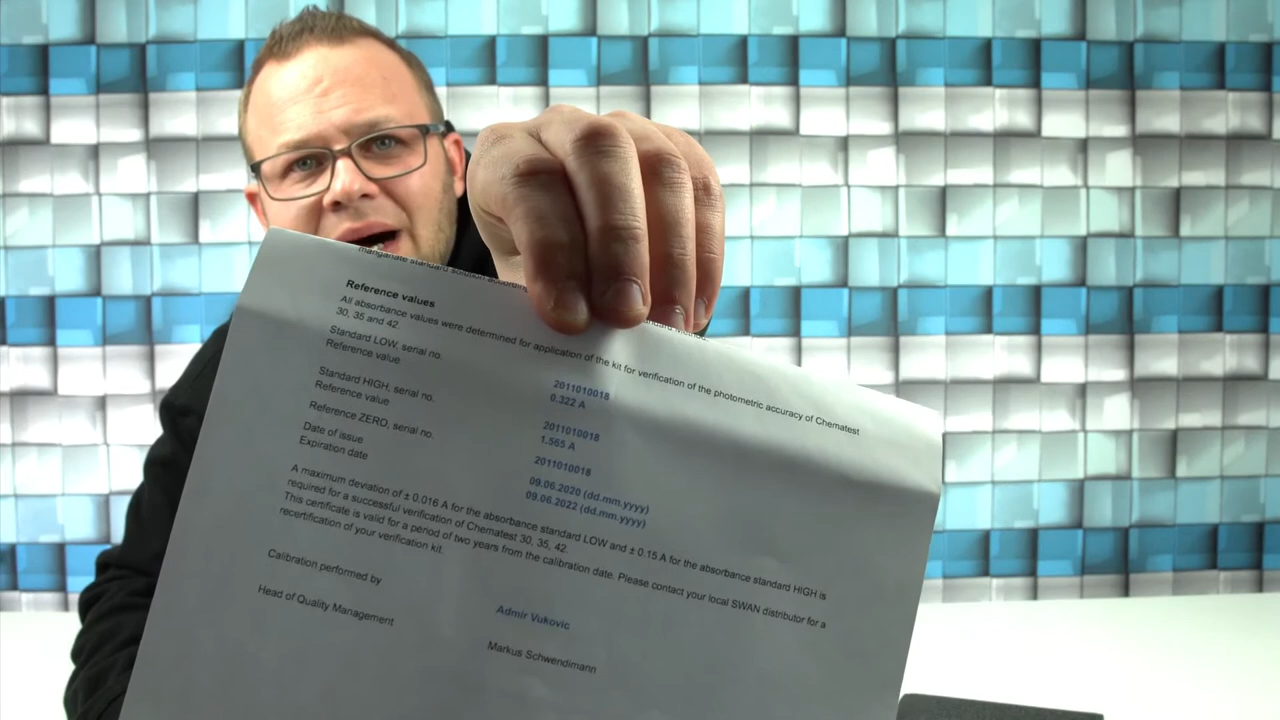 manganate standard solution according
Reference values
All absorbance values were determined for application of the kit for verification of the photometric accuracy of Chematest
30, 35 and 42
Standard LOW, serial no. 2011010018
Reference value 0.322 A
Standard HIGH, serial no. 2011010018
Reference value 1.565 A
Reference ZERO, serial no. 2011010018
Date of issue 09.06.2020 (dd.mm.yyyy)
Expiration date 09.06.2022 (dd.mm.yyyy)
A maximum deviation of ± 0.016 A for the absorbance standard LOW and ± 0.15 A for the absorbance standard HIGH is
required for a successful verification of Chematest 30, 35, 42.
This certificate is valid for a period of two years from the calibration date. Please contact your local SWAN distributor for a
recertification of your verification kit.
Calibration performed by Admir Vukovic
Head of Quality Management Markus Schwendimann